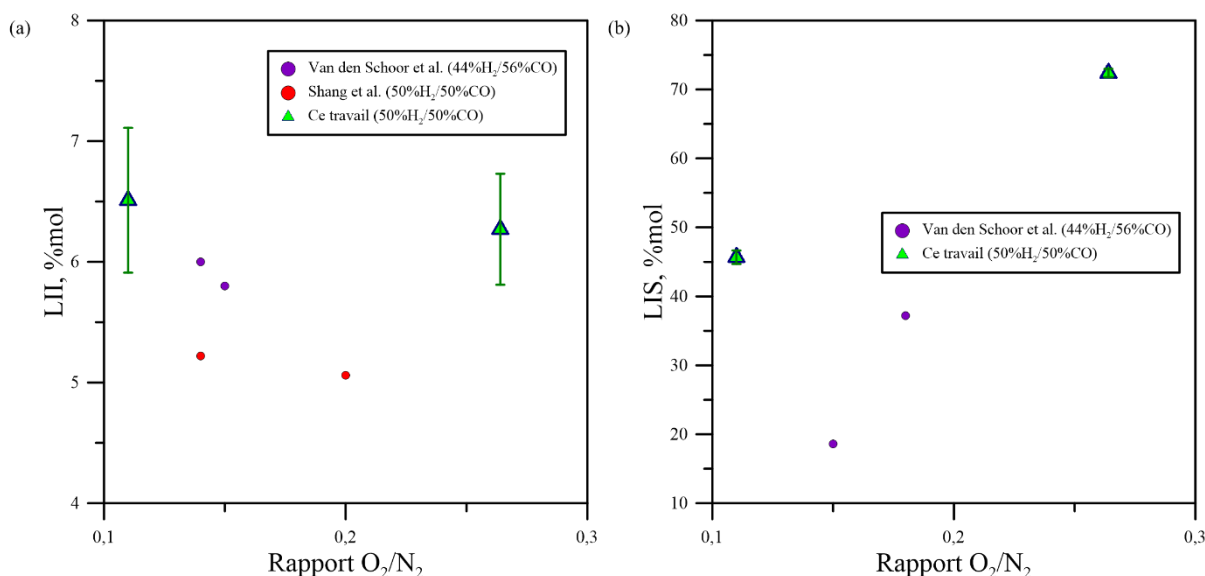 (a)
8
7
6
5
4
LII, %mol
Van den Schoor et al. (44%H₂/56%CO)
Shang et al. (50%H₂/50%CO)
Ce travail (50%H₂/50%CO)
0,1
0,2
0,3
Rapport O₂/N₂
(b)
80
70
60
50
40
30
20
10
LIS, %mol
Van den Schoor et al. (44%H₂/56%CO)
Ce travail (50%H₂/50%CO)
0,1
0,2
0,3
Rapport O₂/N₂